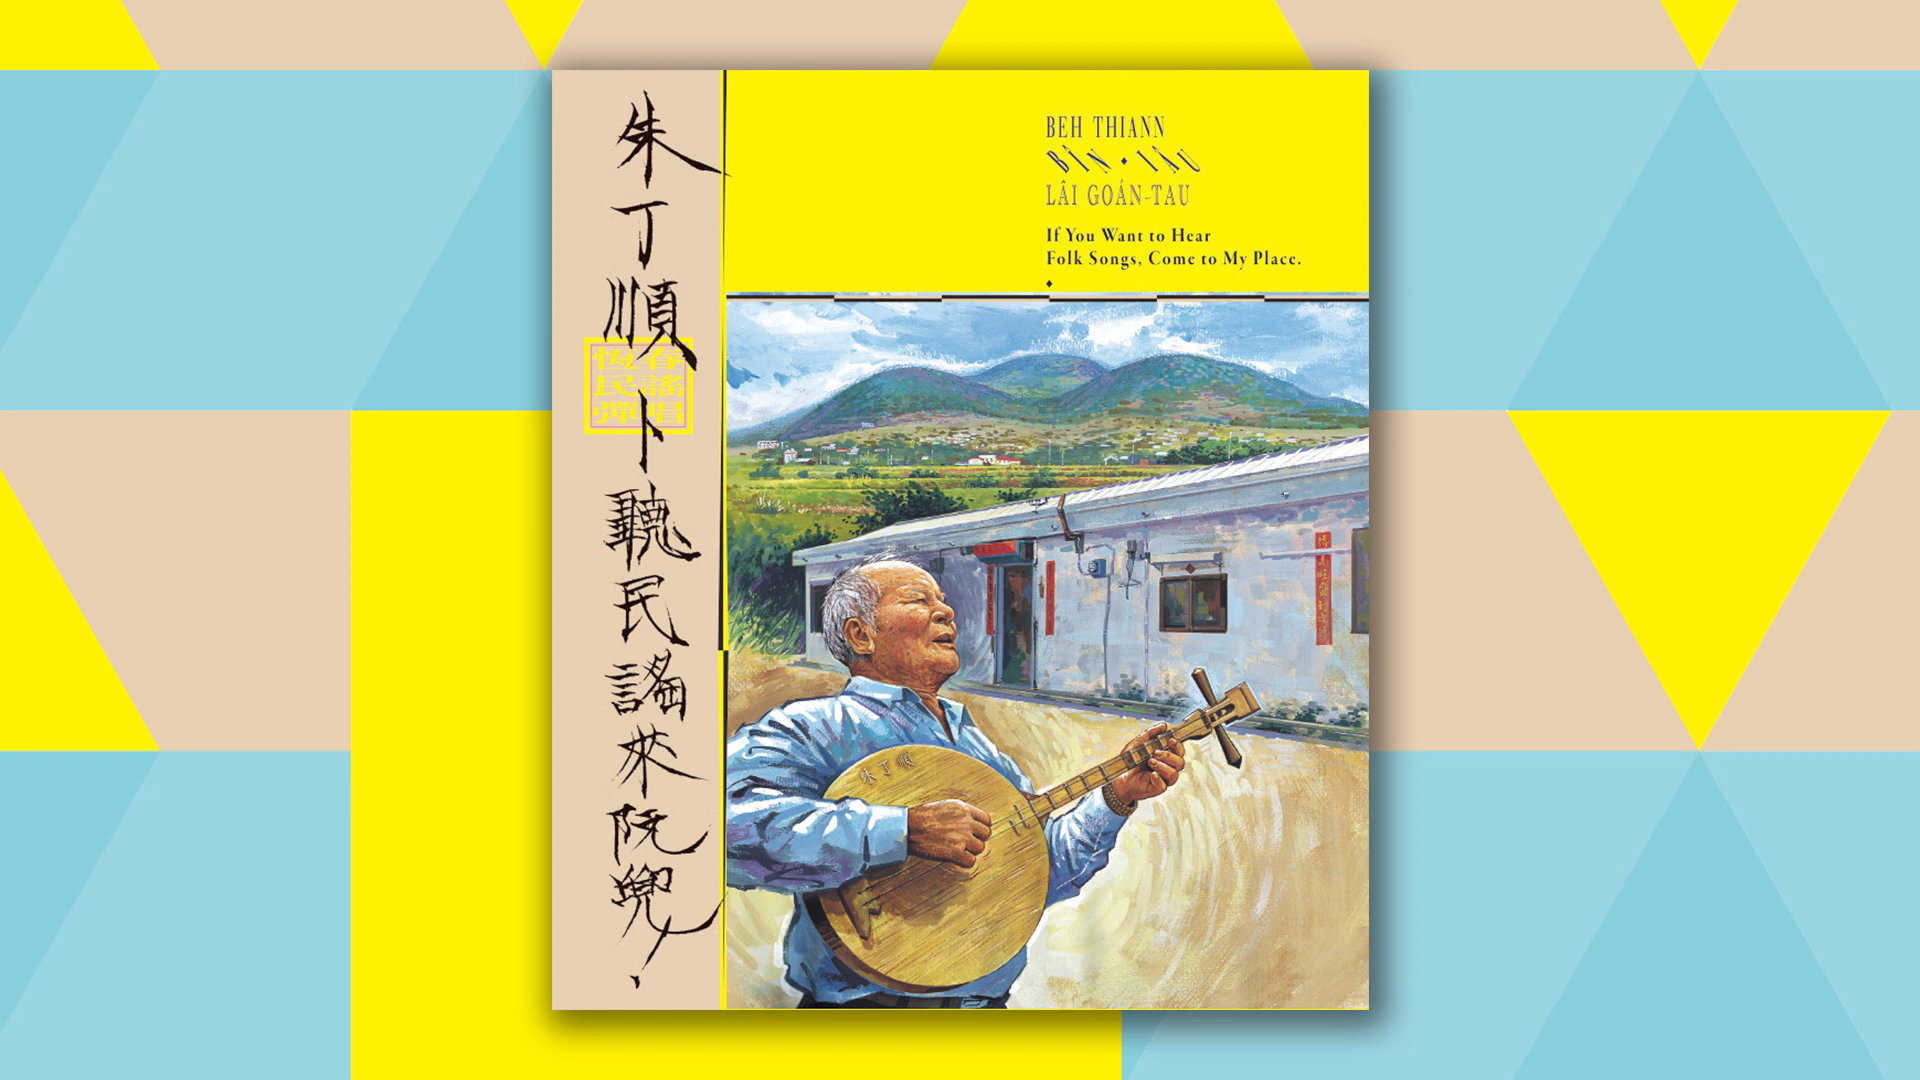 朱丁順卜聽民謠來阮兜！
恆春
民謠
彈唱
BEH THIANN
BÎN・IÂU
LÂI GOÁN-TAU
If You Want to Hear
Folk Songs, Come to My Place.
朱丁順